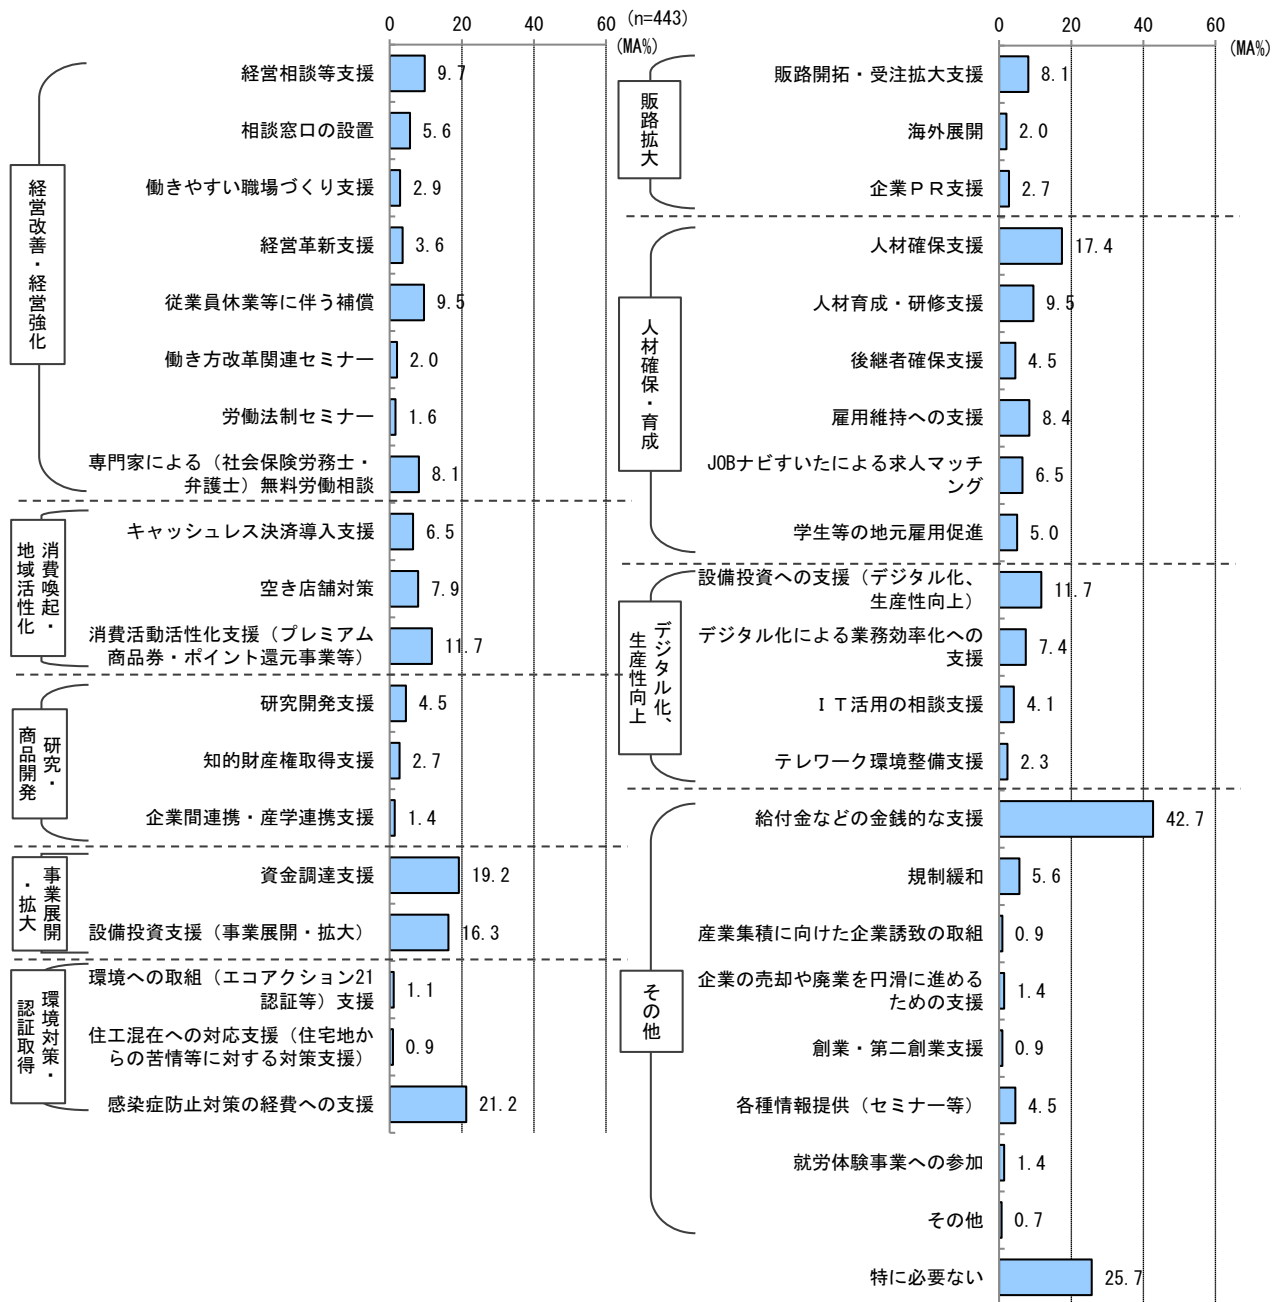 0 20 40 60 (n=443)
(MA%)
経営改善・経営強化
経営相談等支援 9.7
相談窓口の設置 5.6
働きやすい職場づくり支援 2.9
経営革新支援 3.6
従業員休業等に伴う補償 9.5
働き方改革関連セミナー 2.0
労働法制セミナー 1.6
専門家による（社会保険労務士・
弁護士）無料労働相談 8.1
消費喚起・
地域活性化
キャッシュレス決済導入支援 6.5
空き店舗対策 7.9
消費活動活性化支援（プレミアム
商品券・ポイント還元事業等） 11.7
研究・
商品開発
研究開発支援 4.5
知的財産権取得支援 2.7
企業間連携・産学連携支援 1.4
事業展開
・拡大
資金調達支援 19.2
設備投資支援（事業展開・拡大） 16.3
環境対策・
認証取得
環境への取組（エコアクション21
認証等）支援 1.1
住工混在への対応支援（住宅地か
らの苦情等に対する対策支援） 0.9
感染症防止対策の経費への支援 21.2
0 20 40 60
(MA%)
販路拡大
販路開拓・受注拡大支援 8.1
海外展開 2.0
企業ＰＲ支援 2.7
人材確保・育成
人材確保支援 17.4
人材育成・研修支援 9.5
後継者確保支援 4.5
雇用維持への支援 8.4
JOBナビすいたによる求人マッチ
ング 6.5
学生等の地元雇用促進 5.0
デジタル化、
生産性向上
設備投資への支援（デジタル化、
生産性向上） 11.7
デジタル化による業務効率化への
支援 7.4
ＩＴ活用の相談支援 4.1
テレワーク環境整備支援 2.3
その他
給付金などの金銭的な支援 42.7
規制緩和 5.6
産業集積に向けた企業誘致の取組 0.9
企業の売却や廃業を円滑に進める
ための支援 1.4
創業・第二創業支援 0.9
各種情報提供（セミナー等） 4.5
就労体験事業への参加 1.4
その他 0.7
特に必要ない 25.7